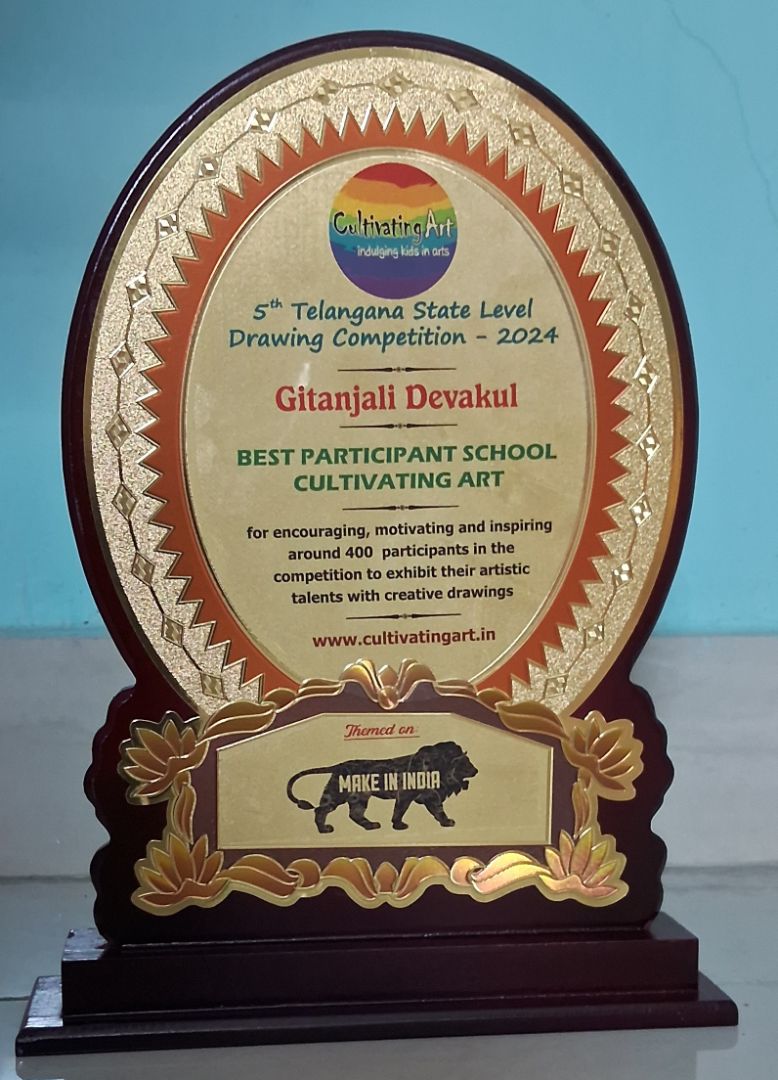 Cultivating Art
indulging kids in arts
5th Telangana State Level
Drawing Competition - 2024
Gitanjali Devakul
BEST PARTICIPANT SCHOOL
CULTIVATING ART
for encouraging, motivating and inspiring
around 400 participants in the
competition to exhibit their artistic
talents with creative drawings
www.cultivatingart.in
Themed on:
MAKE IN INDIA